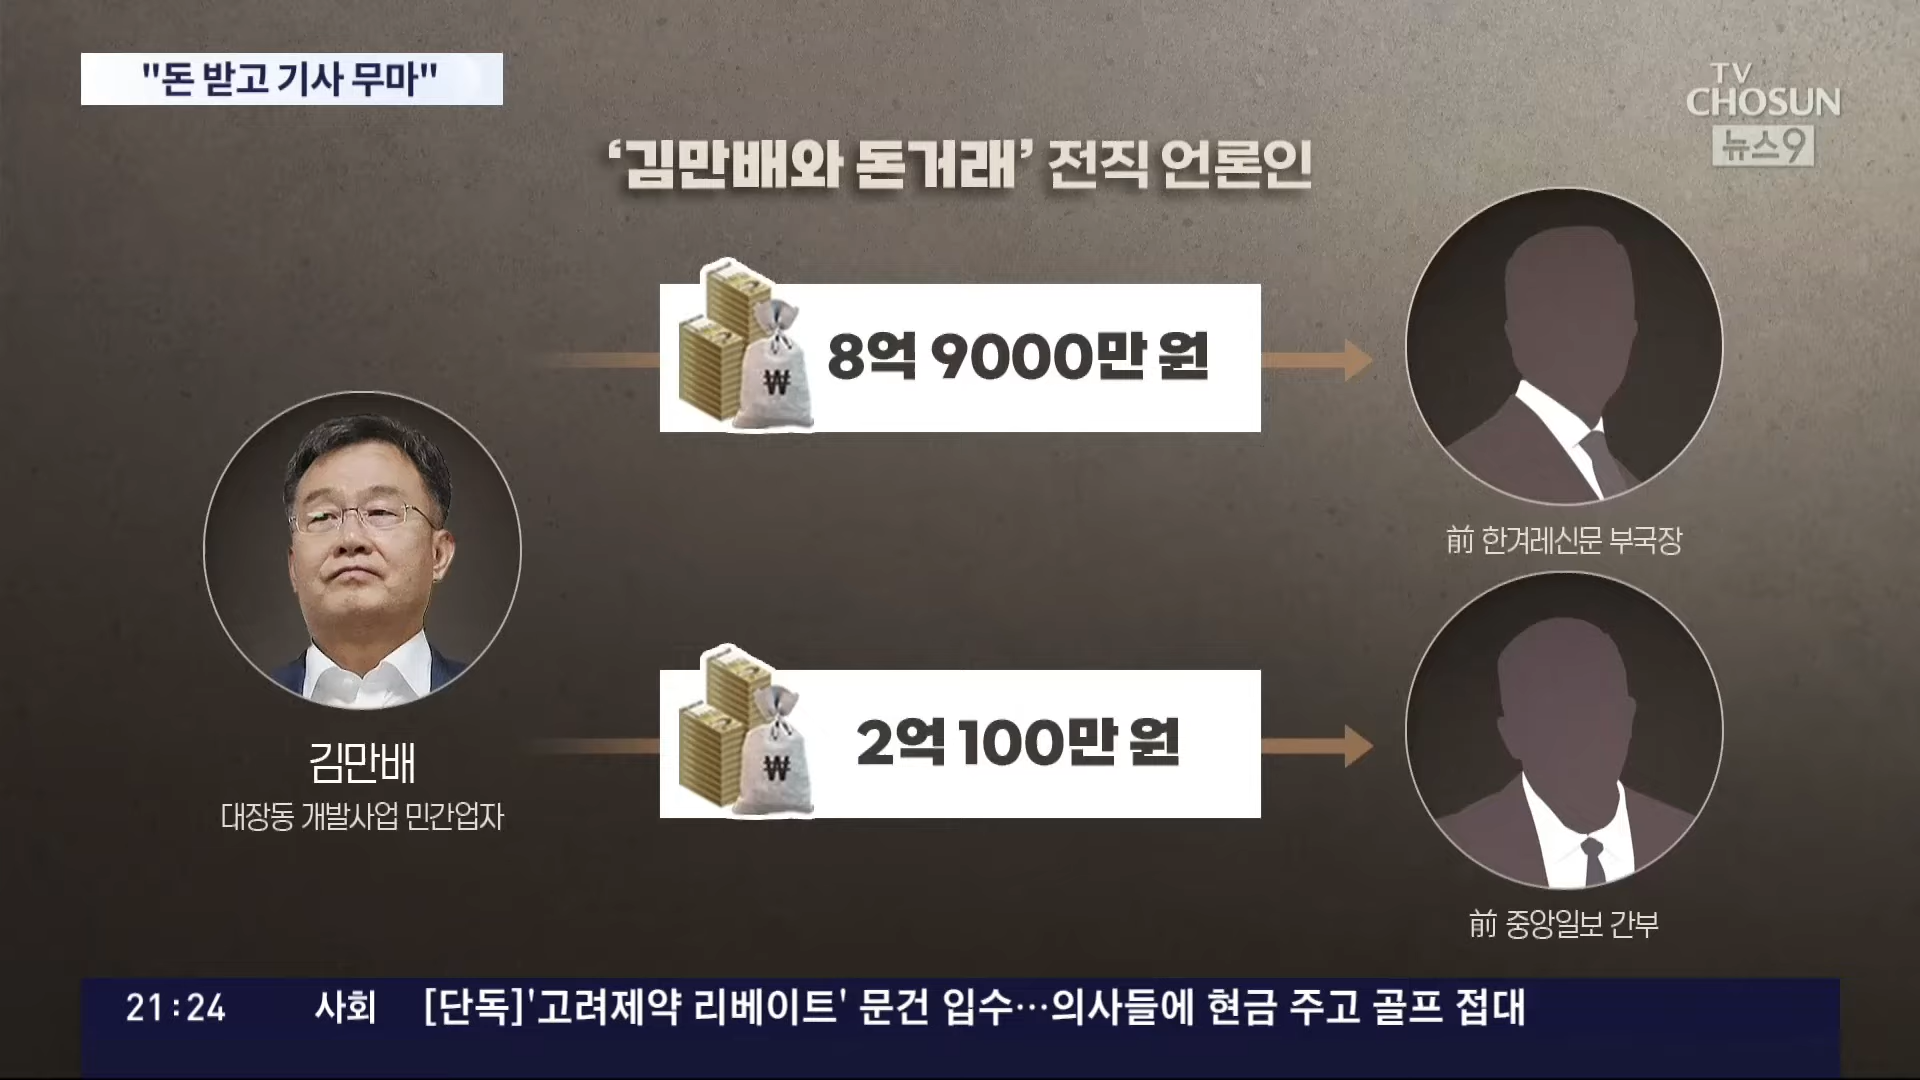 "돈 받고 기사 무마"
TV
CHOSUN
뉴스9
‘김만배와 돈거래’ 전직 언론인
8억 9000만 원
₩
前 한겨레신문 부국장
김만배
대장동 개발사업 민간업자
2억 100만 원
₩
前 중앙일보 간부
21:24 사회 [단독]'고려제약 리베이트' 문건 입수…의사들에 현금 주고 골프 접대